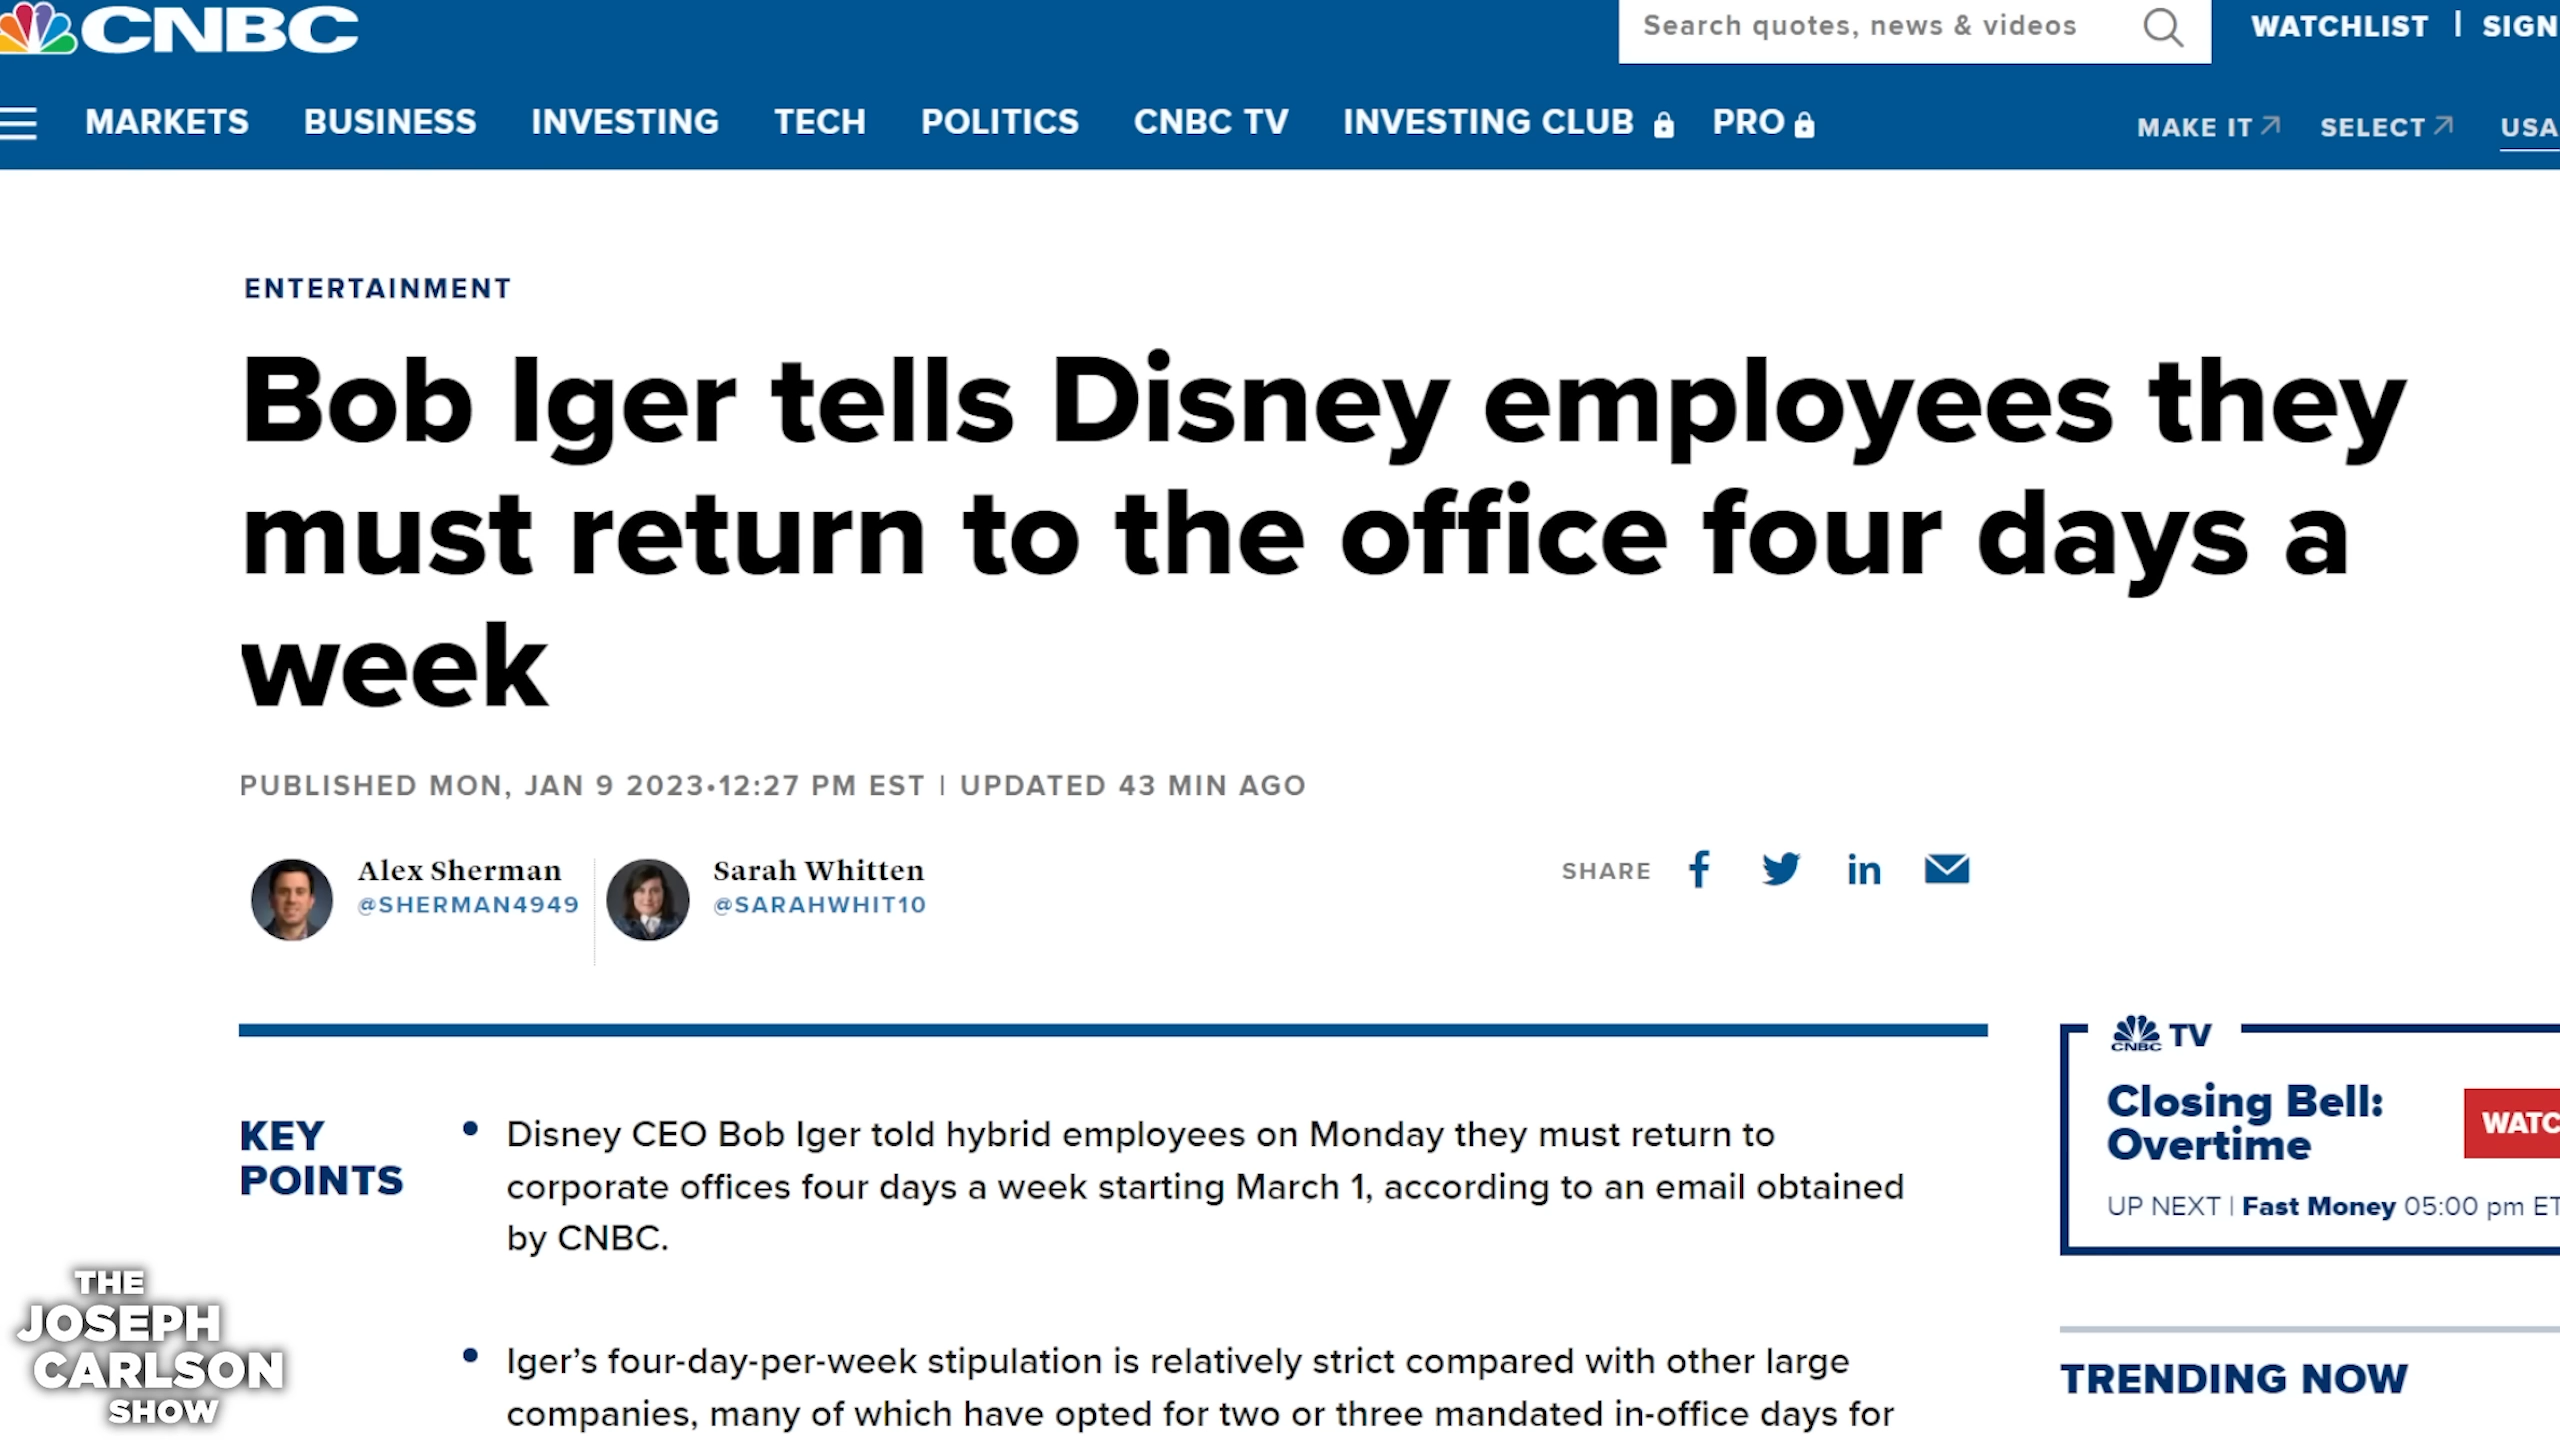 CNBC
Search quotes, news & videos
WATCHLIST | SIGN
MARKETS BUSINESS INVESTING TECH POLITICS CNBC TV INVESTING CLUB PRO
MAKE IT SELECT USA
ENTERTAINMENT
Bob Iger tells Disney employees they
must return to the office four days a
week
PUBLISHED MON, JAN 9 2023•12:27 PM EST | UPDATED 43 MIN AGO
Alex Sherman
@SHERMAN4949
Sarah Whitten
@SARAHWHIT10
SHARE
KEY
POINTS
• Disney CEO Bob Iger told hybrid employees on Monday they must return to
corporate offices four days a week starting March 1, according to an email obtained
by CNBC.
• Iger’s four-day-per-week stipulation is relatively strict compared with other large
companies, many of which have opted for two or three mandated in-office days for
CNBC TV
Closing Bell:
Overtime
WATC
UP NEXT | Fast Money 05:00 pm ET
TRENDING NOW
THE
JOSEPH
CARLSON
SHOW